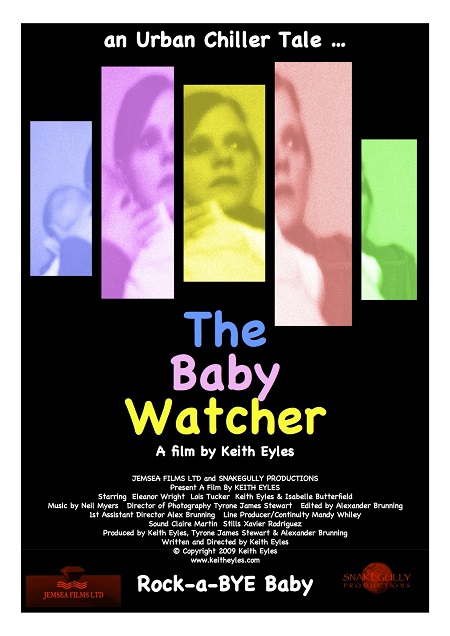 an Urban Chiller Tale ...
The
Baby
Watcher
A film by Keith Eyles
JEMSEA FILMS LTD and SNAKEGULLY PRODUCTIONS
Present A Film By KEITH EYLES
Starring Eleanor Wright Lois Tucker Keith Eyles & Isabelle Butterfield
Music by Neil Myers Director of Photography Tyrone James Stewart Edited by Alexander Brunning
1st Assistant Director Alex Brunning Line Producer/Continuity Mandy Whiley
Sound Claire Martin Stills Xavier Rodriguez
Produced by Keith Eyles, Tyrone James Stewart & Alexander Brunning
Written and Directed by Keith Eyles
© Copyright 2009 Keith Eyles
www.keitheyles.com
JEMSEA FILMS LTD
Rock-a-BYE Baby
SNAKEGULLY
PRODUCTIONS